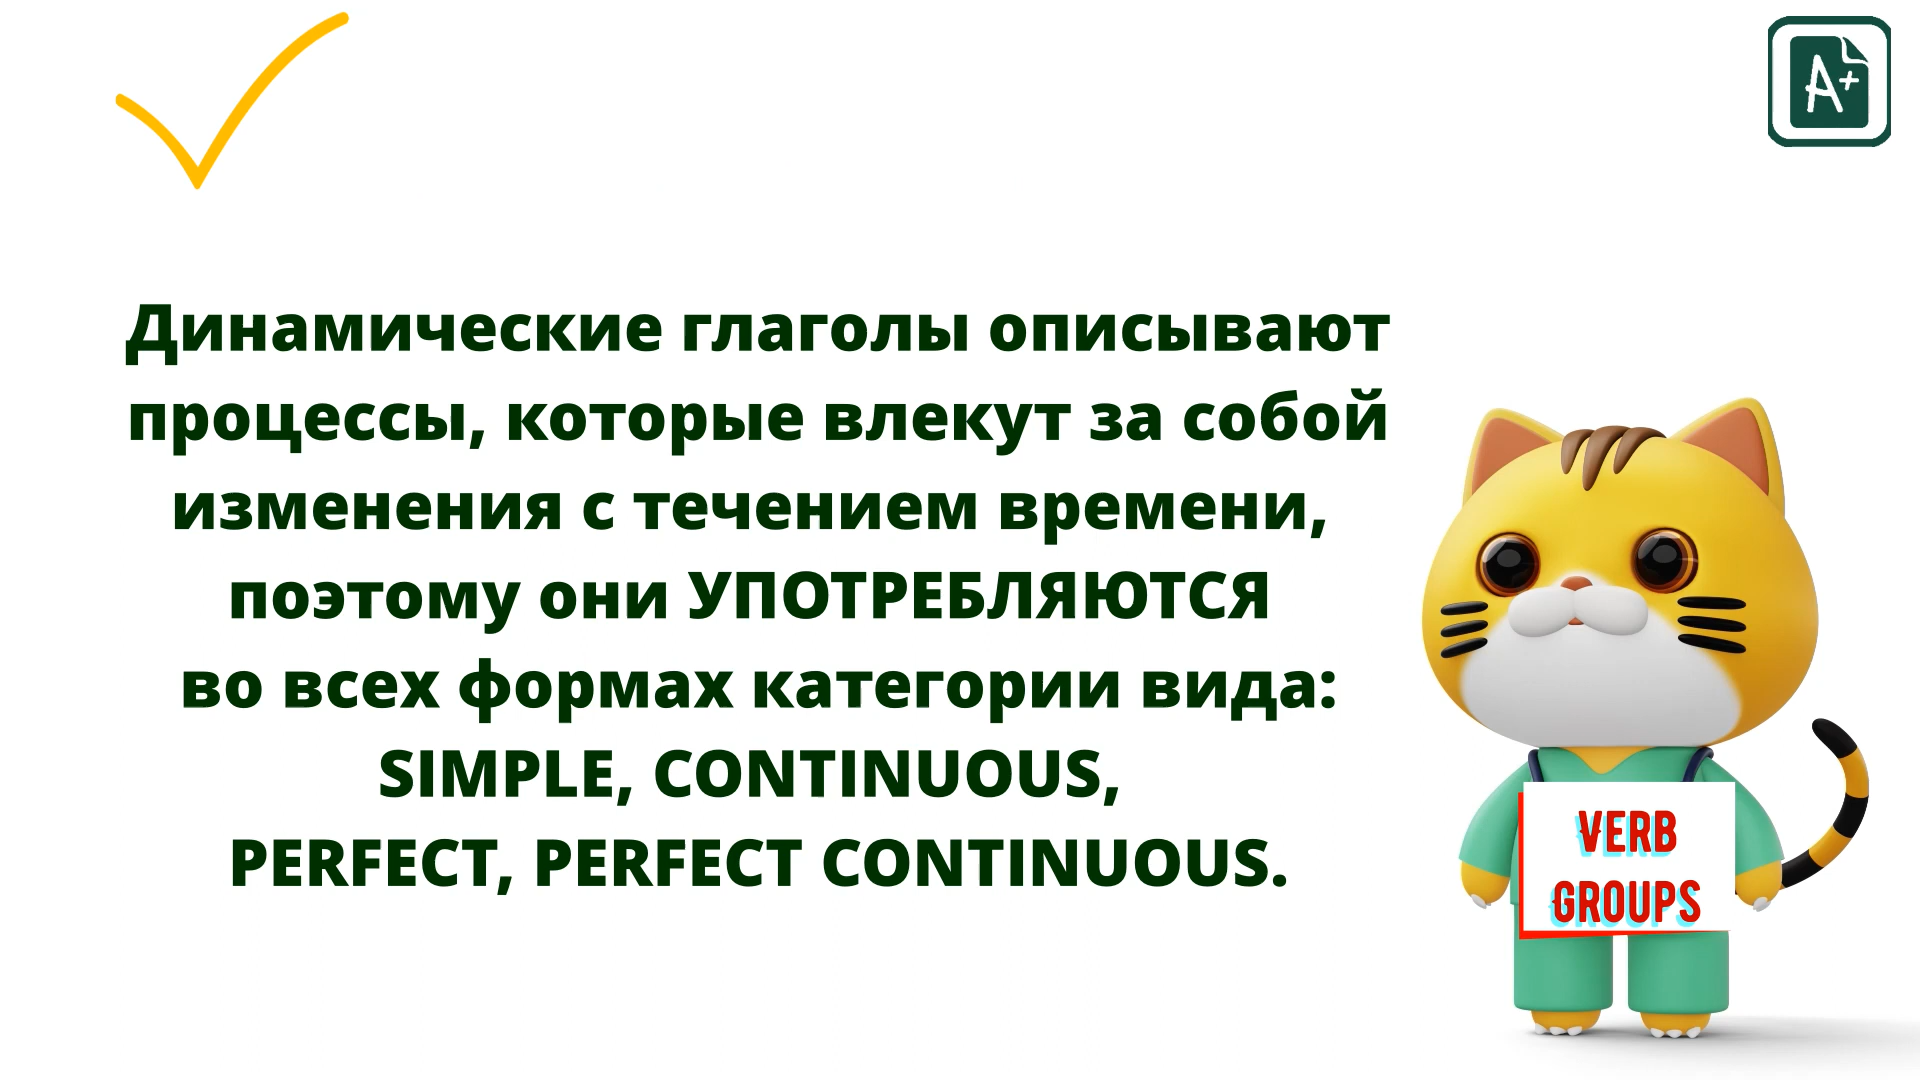 A+
Динамические глаголы описывают
процессы, которые влекут за собой
изменения с течением времени,
поэтому они УПОТРЕБЛЯЮТСЯ
во всех формах категории вида:
SIMPLE, CONTINUOUS,
PERFECT, PERFECT CONTINUOUS.
VERB
GROUPS